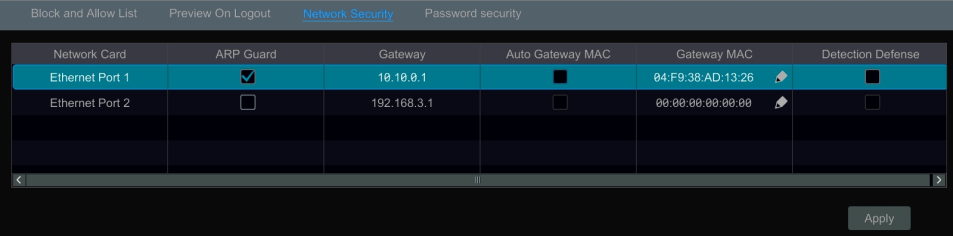 Block and Allow List Preview On Logout Network Security Password security
Network Card ARP Guard Gateway Auto Gateway MAC Gateway MAC Detection Defense
Ethernet Port 1 10.10.0.1 04:F9:38:AD:13:26
Ethernet Port 2 192.168.3.1 00:00:00:00:00:00
Apply